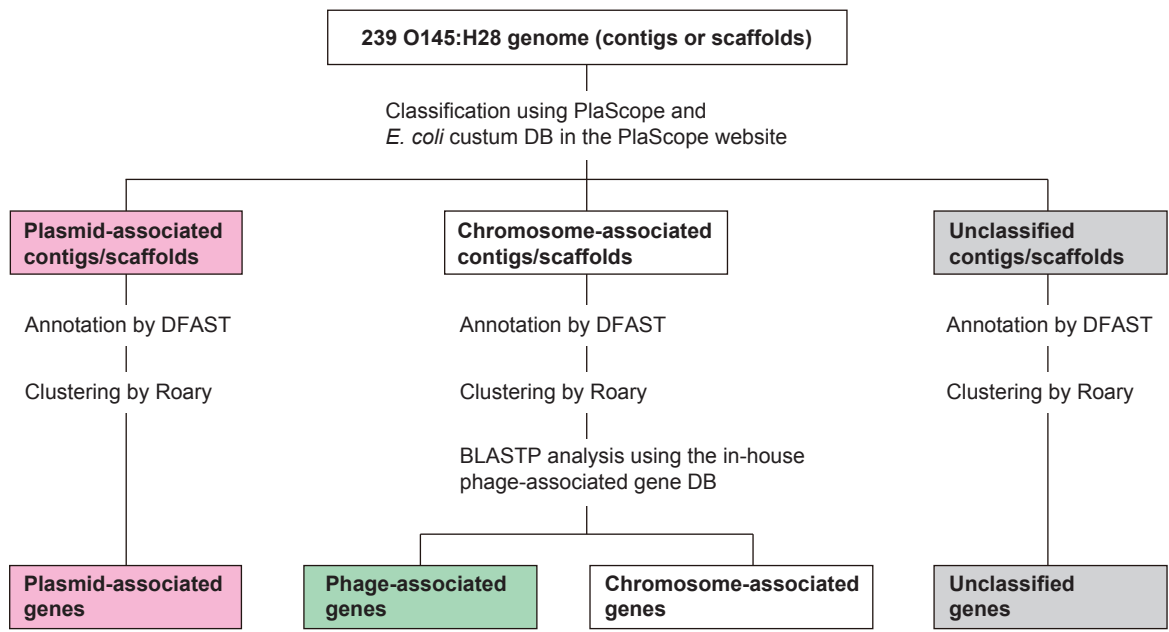 239 O145:H28 genome (contigs or scaffolds)
Classification using PlaScope and
E. coli custum DB in the PlaScope website
Plasmid-associated
contigs/scaffolds
Chromosome-associated
contigs/scaffolds
Unclassified
contigs/scaffolds
Annotation by DFAST
Annotation by DFAST
Annotation by DFAST
Clustering by Roary
Clustering by Roary
Clustering by Roary
BLASTP analysis using the in-house
phage-associated gene DB
Plasmid-associated
genes
Phage-associated
genes
Chromosome-associated
genes
Unclassified
genes